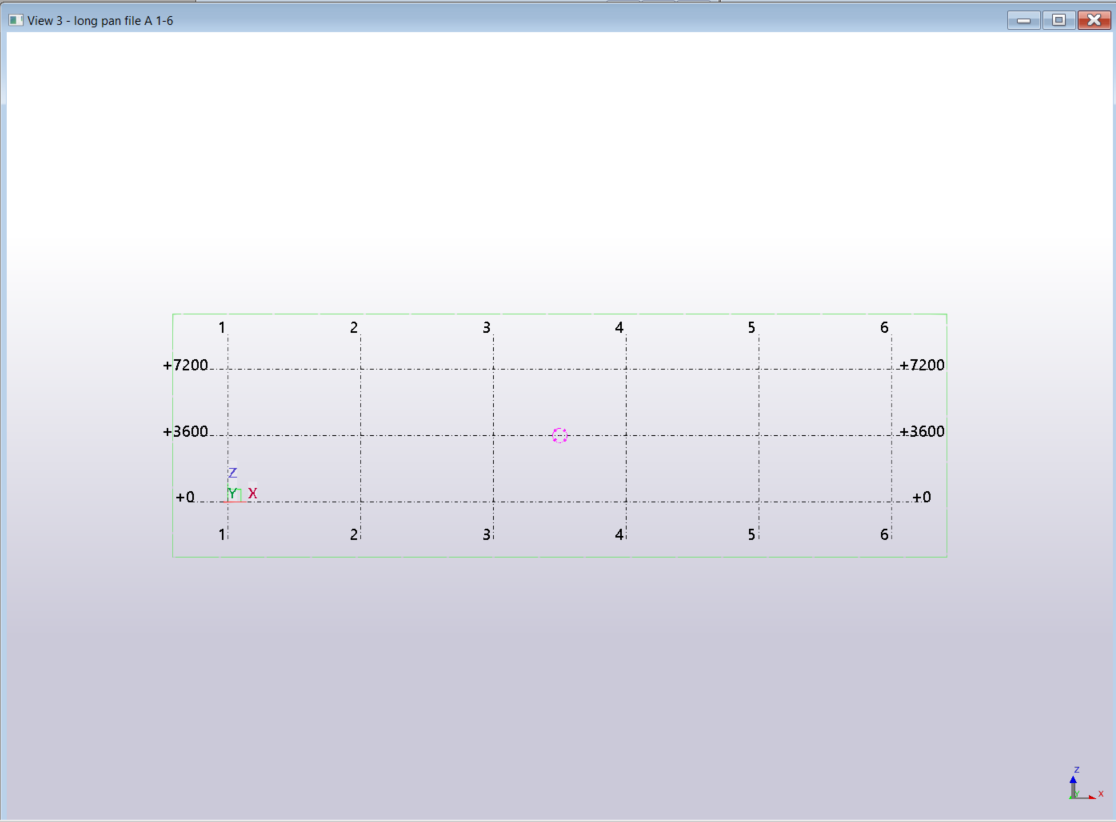 View 3 - long pan file A 1-6
1 2 3 4 5 6
+7200 +7200
+3600 +3600
Z
+0 Y X +0
1 2 3 4 5 6
Z
Y X